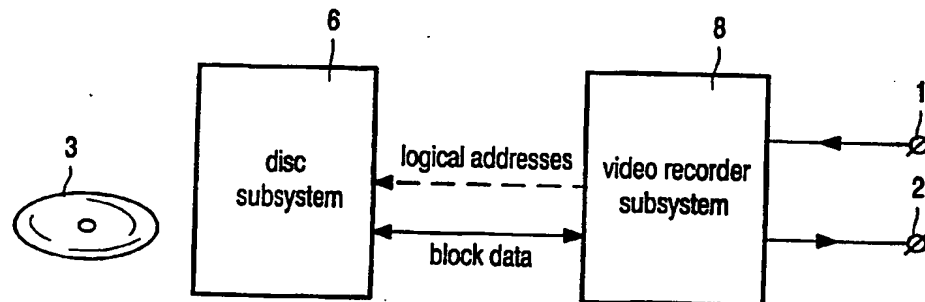 3
6
disc
subsystem
logical addresses
block data
8
video recorder
subsystem
1
2